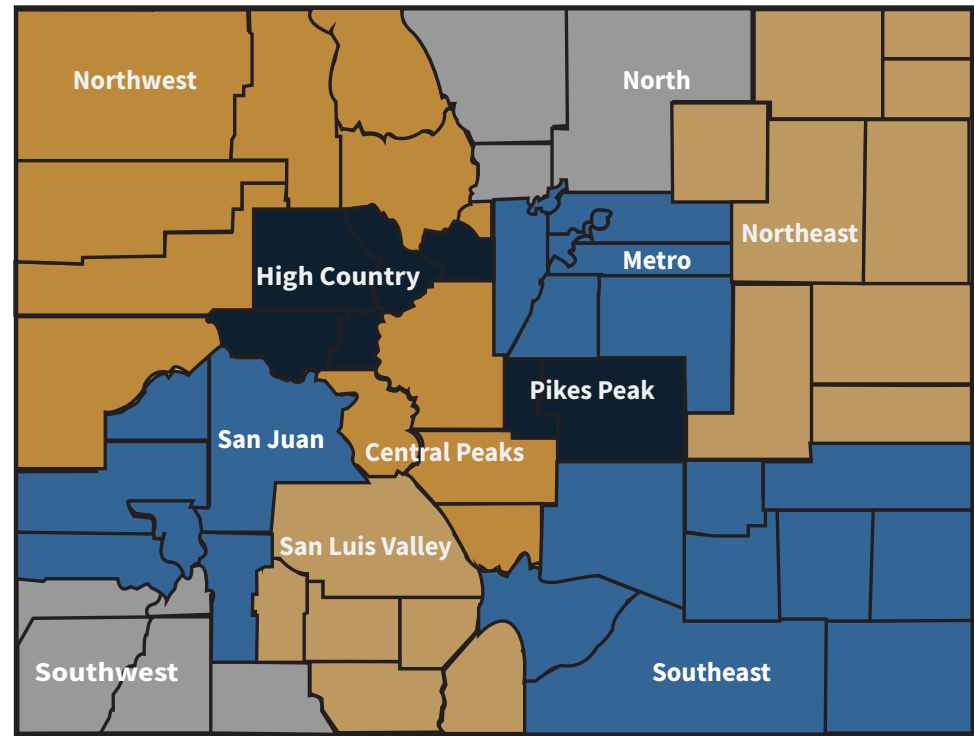 Northwest
North
Northeast
Metro
High Country
Pikes Peak
San Juan
Central Peaks
San Luis Valley
Southwest
Southeast